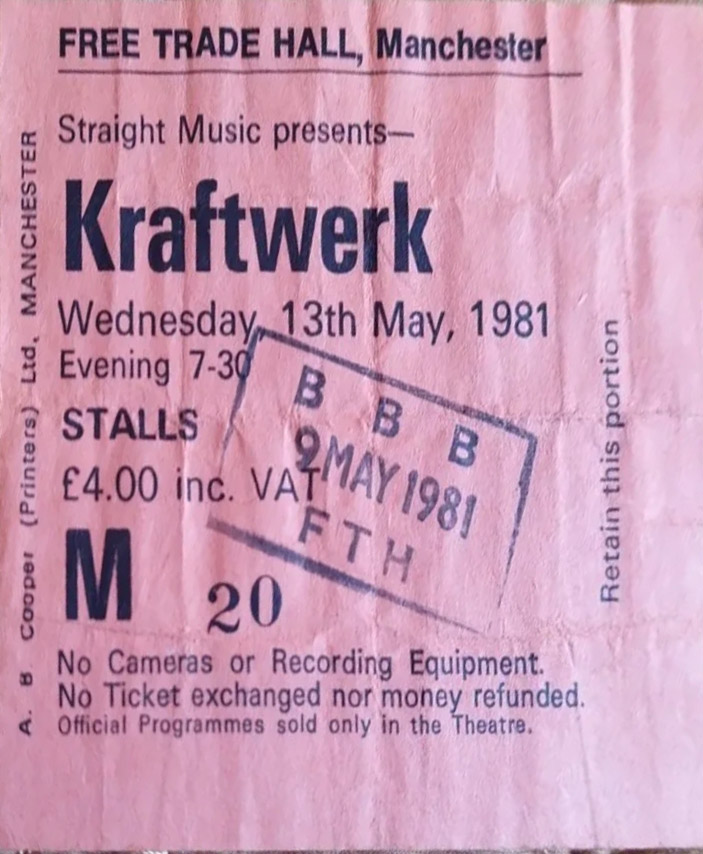 FREE TRADE HALL, Manchester
Straight Music presents—
Kraftwerk
Wednesday, 13th May, 1981
Evening 7-30
STALLS
£4.00 inc. VAT
M 20
B B B
9 MAY 1981
FTH
No Cameras or Recording Equipment.
No Ticket exchanged nor money refunded.
Official Programmes sold only in the Theatre.
A. B Cooper (Printers) Ltd. MANCHESTER
Retain this portion